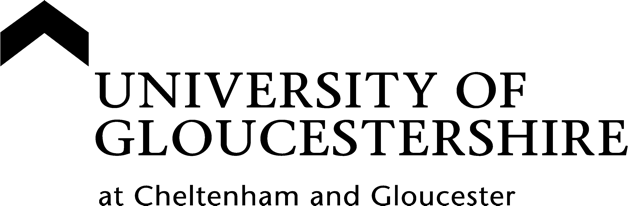 UNIVERSITY OF
GLOUCESTERSHIRE
at Cheltenham and Gloucester